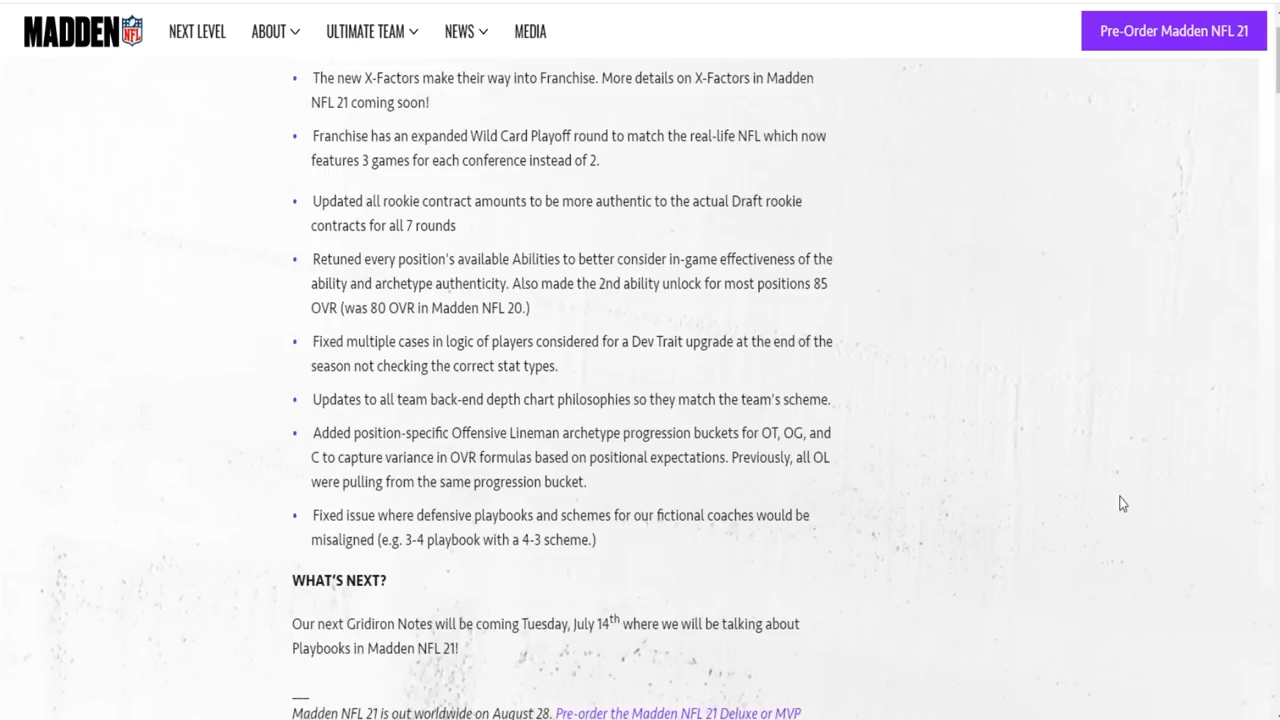 MADDEN NFL NEXT LEVEL ABOUT ULTIMATE TEAM NEWS MEDIA Pre-Order Madden NFL 21
• The new X-Factors make their way into Franchise. More details on X-Factors in Madden
NFL 21 coming soon!
• Franchise has an expanded Wild Card Playoff round to match the real-life NFL which now
features 3 games for each conference instead of 2.
• Updated all rookie contract amounts to be more authentic to the actual Draft rookie
contracts for all 7 rounds
• Retuned every position's available Abilities to better consider in-game effectiveness of the
ability and archetype authenticity. Also made the 2nd ability unlock for most positions 85
OVR (was 80 OVR in Madden NFL 20.)
• Fixed multiple cases in logic of players considered for a Dev Trait upgrade at the end of the
season not checking the correct stat types.
• Updates to all team back-end depth chart philosophies so they match the team's scheme.
• Added position-specific Offensive Lineman archetype progression buckets for OT, OG, and
C to capture variance in OVR formulas based on positional expectations. Previously, all OL
were pulling from the same progression bucket.
• Fixed issue where defensive playbooks and schemes for our fictional coaches would be
misaligned (e.g. 3-4 playbook with a 4-3 scheme.)
WHAT'S NEXT?
Our next Gridiron Notes will be coming Tuesday, July 14th where we will be talking about
Playbooks in Madden NFL 21!
Madden NFL 21 is out worldwide on August 28. Pre-order the Madden NFL 21 Deluxe or MVP